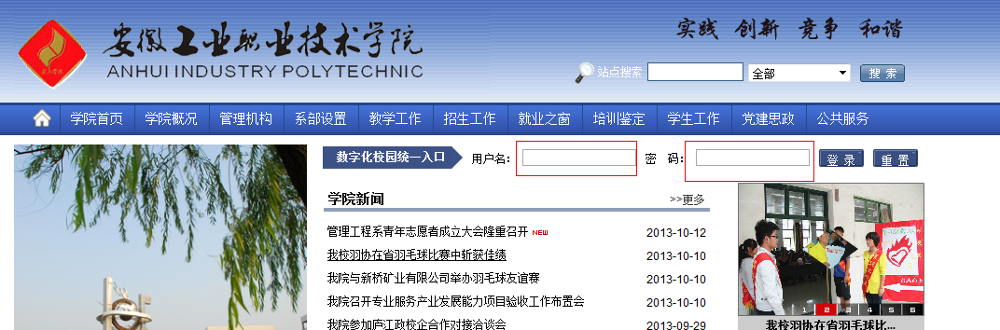 安徽工业职业技术学院
ANHUI INDUSTRY POLYTECHNIC
实践 创新 竞争 和谐
站点搜索 全部 搜 索
学院首页 学院概况 管理机构 系部设置 教学工作 招生工作 就业之窗 培训鉴定 学生工作 党建思政 公共服务
数字化校园统一入口 用户名： 密 码： 登 录 重 置
学院新闻 >>更多
管理工程系青年志愿者成立大会隆重召开 NEW 2013-10-12
我校羽协在省羽毛球比赛中斩获佳绩 2013-10-10
我院与新桥矿业有限公司举办羽毛球友谊赛 2013-10-10
我院召开专业服务产业发展能力项目验收工作布置会 2013-10-10
我院参加庐江政校企合作对接洽谈会 2013-09-29
1 2 3 4 5 6
我校羽协在省羽毛球比...